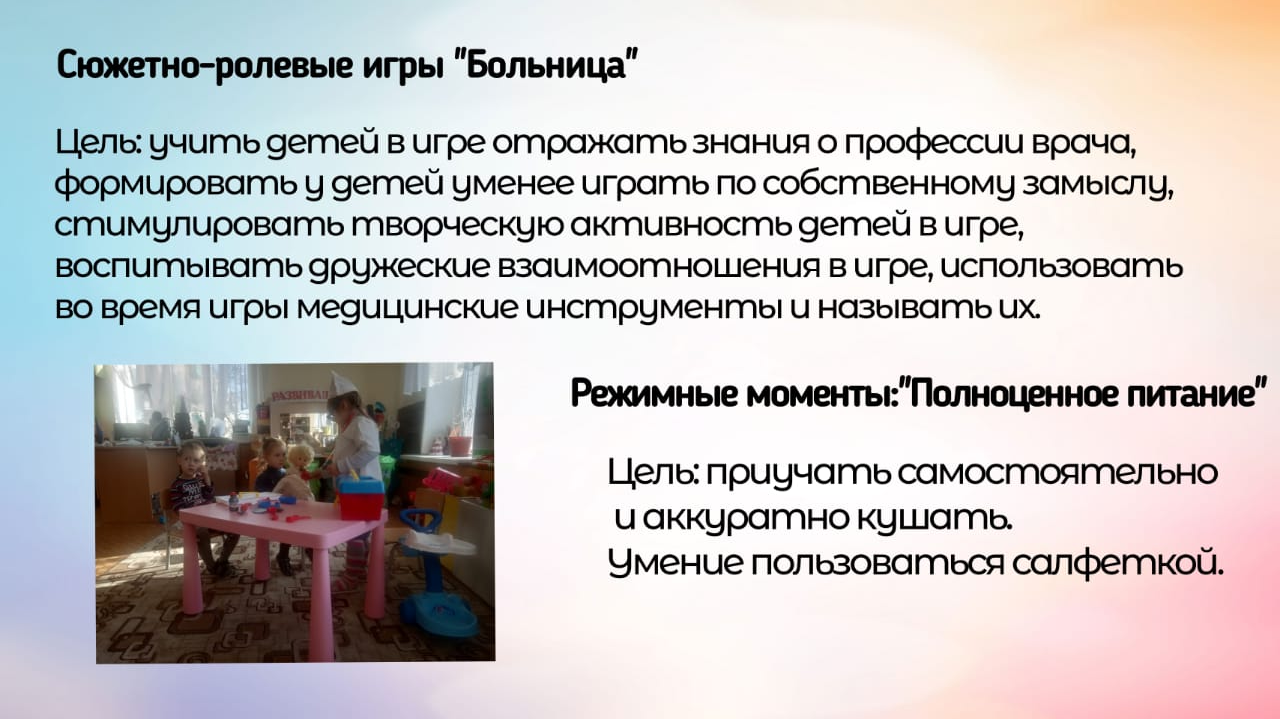 Сюжетно-ролевые игры "Больница"
Цель: учить детей в игре отражать знания о профессии врача,
формировать у детей уменее играть по собственному замыслу,
стимулировать творческую активность детей в игре,
воспитывать дружеские взаимоотношения в игре, использовать
во время игры медицинские инструменты и называть их.
Режимные моменты:"Полноценное питание"
Цель: приучать самостоятельно
и аккуратно кушать.
Умение пользоваться салфеткой.